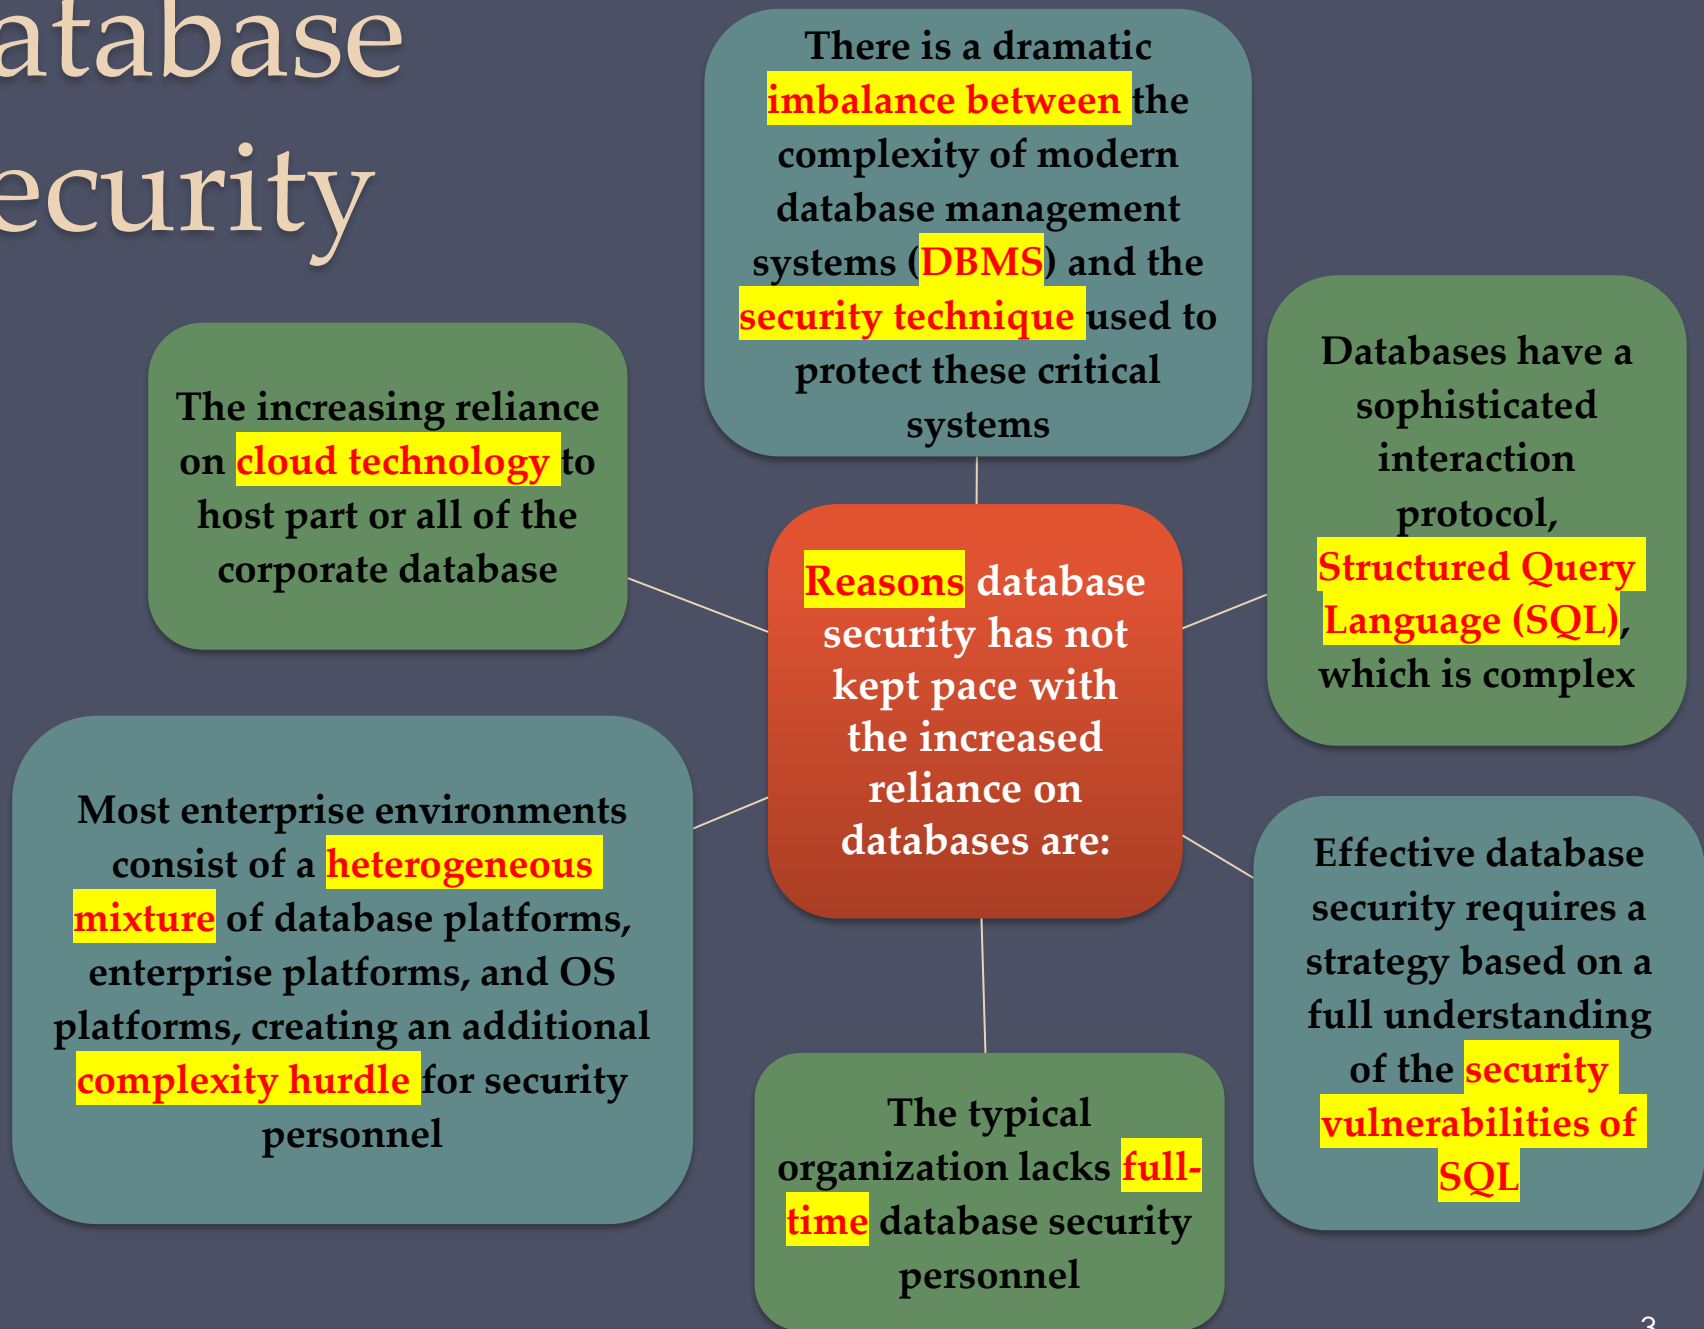 atabase
ecurity
There is a dramatic
imbalance between the
complexity of modern
database management
systems (DBMS) and the
security technique used to
protect these critical
systems
Databases have a
sophisticated
interaction
protocol,
Structured Query
Language (SQL),
which is complex
Effective database
security requires a
strategy based on a
full understanding
of the security
vulnerabilities of
SQL
The typical
organization lacks full-
time database security
personnel
Most enterprise environments
consist of a heterogeneous
mixture of database platforms,
enterprise platforms, and OS
platforms, creating an additional
complexity hurdle for security
personnel
The increasing reliance
on cloud technology to
host part or all of the
corporate database
Reasons database
security has not
kept pace with
the increased
reliance on
databases are:
3